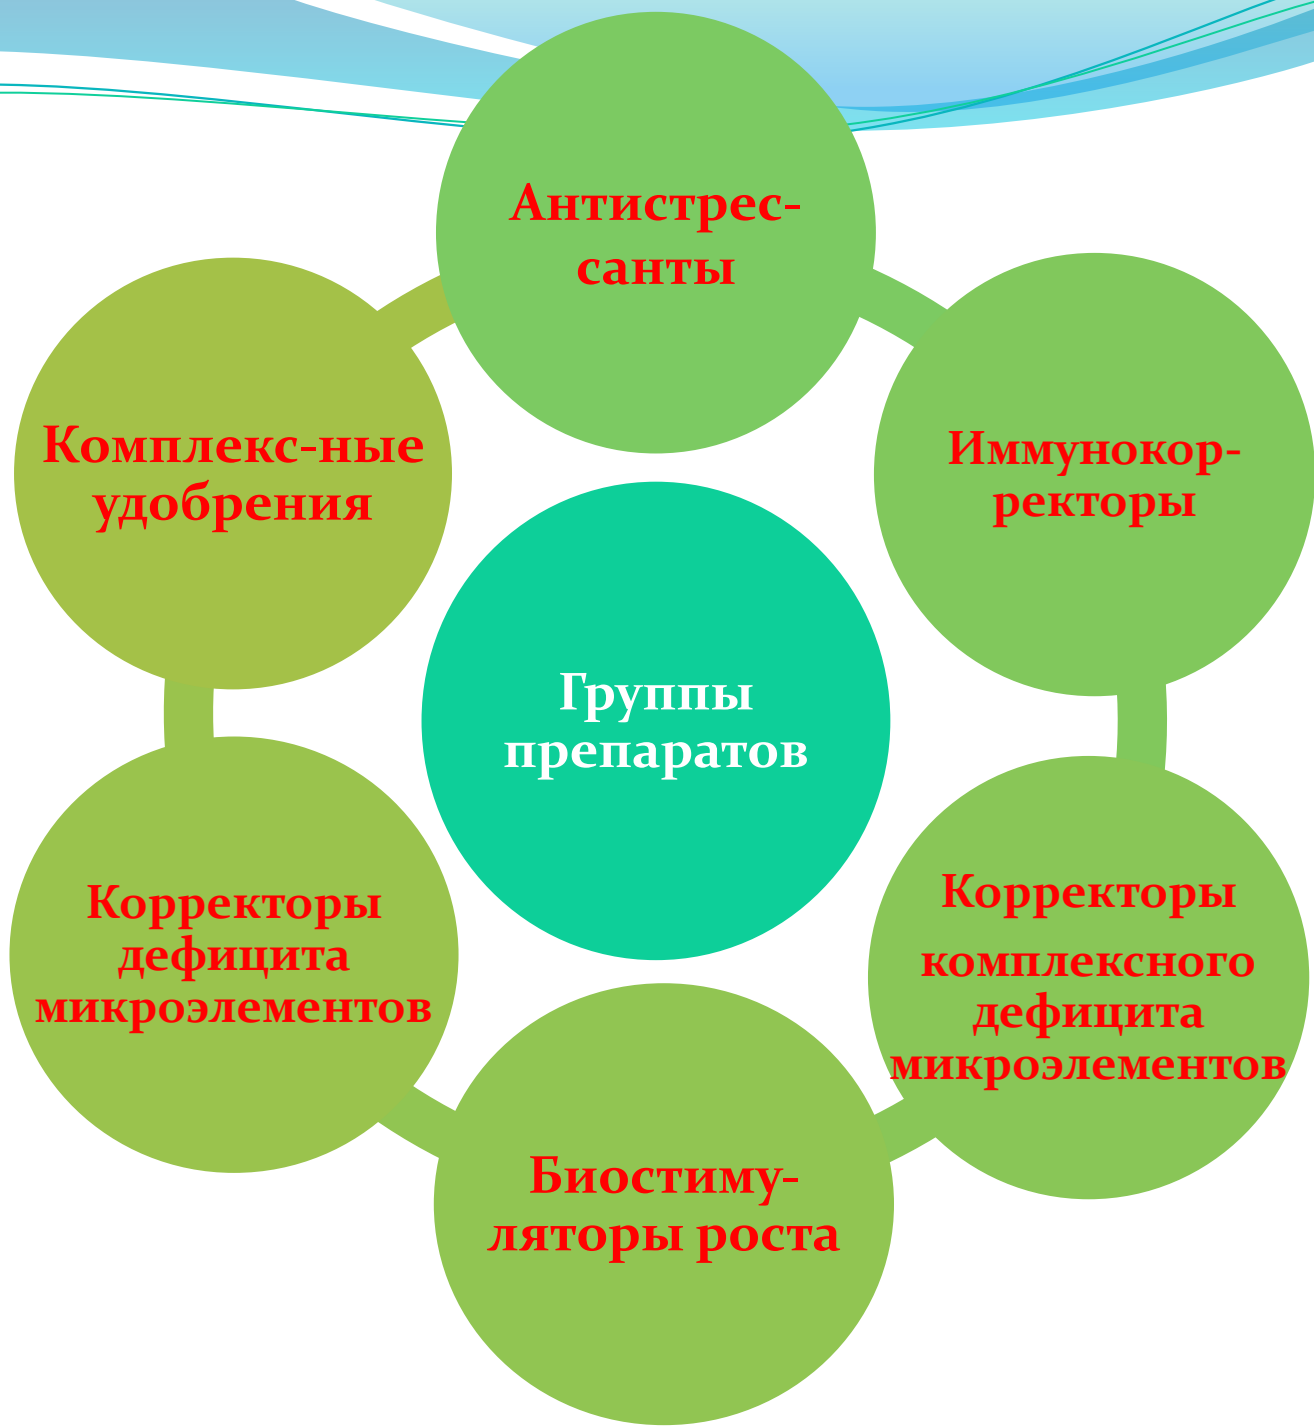 Антистрес-
санты
Иммунокор-
ректоры
Корректоры
комплексного
дефицита
микроэлементов
Биостиму-
ляторы роста
Корректоры
дефицита
микроэлементов
Комплекс-ные
удобрения
Группы
препаратов